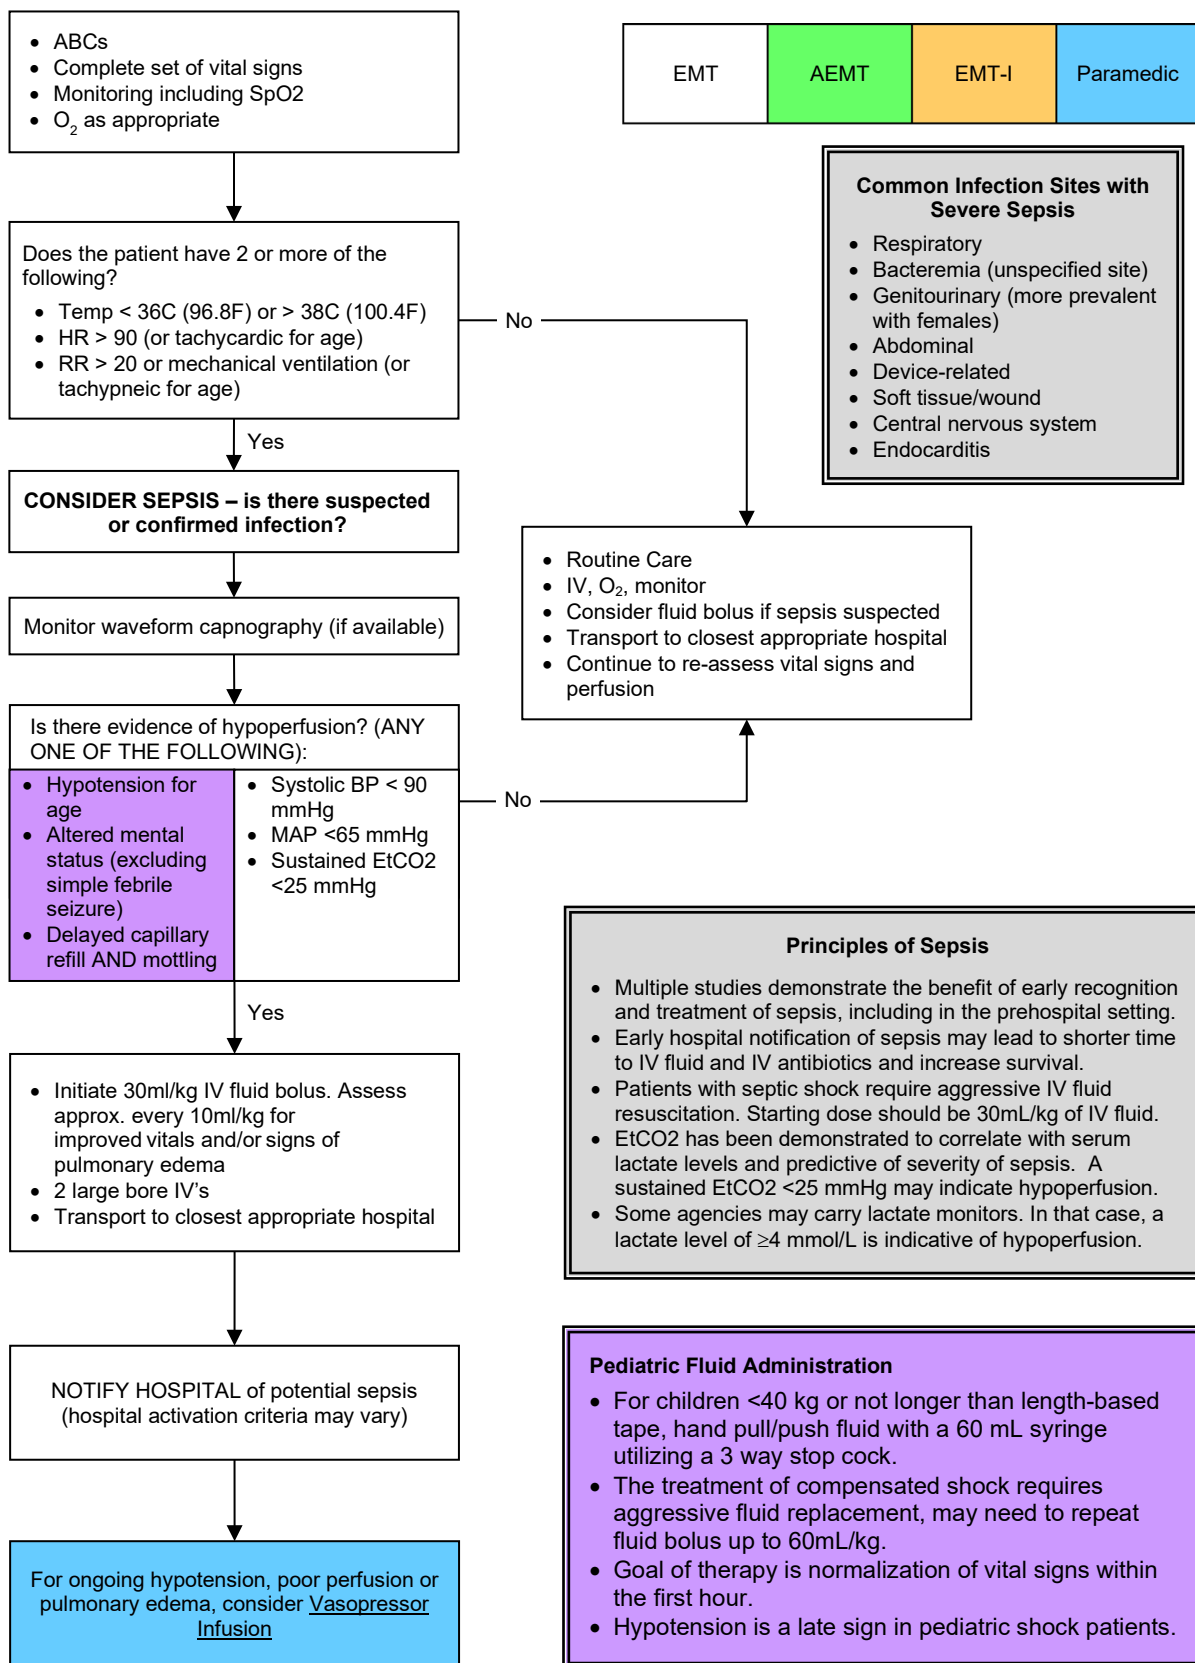 • ABCs
• Complete set of vital signs
• Monitoring including SpO2
• O₂ as appropriate
EMT
AEMT
EMT-I
Paramedic
Common Infection Sites with
Severe Sepsis
• Respiratory
• Bacteremia (unspecified site)
• Genitourinary (more prevalent
with females)
• Abdominal
• Device-related
• Soft tissue/wound
• Central nervous system
• Endocarditis
Does the patient have 2 or more of the
following?
• Temp < 36C (96.8F) or > 38C (100.4F)
• HR > 90 (or tachycardic for age)
• RR > 20 or mechanical ventilation (or
tachypneic for age)
No
Yes
CONSIDER SEPSIS – is there suspected
or confirmed infection?
Monitor waveform capnography (if available)
• Routine Care
• IV, O₂, monitor
• Consider fluid bolus if sepsis suspected
• Transport to closest appropriate hospital
• Continue to re-assess vital signs and
perfusion
Is there evidence of hypoperfusion? (ANY
ONE OF THE FOLLOWING):
• Hypotension for
age
• Altered mental
status (excluding
simple febrile
seizure)
• Delayed capillary
refill AND mottling
• Systolic BP < 90
mmHg
• MAP <65 mmHg
• Sustained EtCO2
<25 mmHg
No
Yes
• Initiate 30ml/kg IV fluid bolus. Assess
approx. every 10ml/kg for
improved vitals and/or signs of
pulmonary edema
• 2 large bore IV's
• Transport to closest appropriate hospital
Principles of Sepsis
• Multiple studies demonstrate the benefit of early recognition
and treatment of sepsis, including in the prehospital setting.
• Early hospital notification of sepsis may lead to shorter time
to IV fluid and IV antibiotics and increase survival.
• Patients with septic shock require aggressive IV fluid
resuscitation. Starting dose should be 30mL/kg of IV fluid.
• EtCO2 has been demonstrated to correlate with serum
lactate levels and predictive of severity of sepsis. A
sustained EtCO2 <25 mmHg may indicate hypoperfusion.
• Some agencies may carry lactate monitors. In that case, a
lactate level of ≥4 mmol/L is indicative of hypoperfusion.
NOTIFY HOSPITAL of potential sepsis
(hospital activation criteria may vary)
For ongoing hypotension, poor perfusion or
pulmonary edema, consider Vasopressor
Infusion
Pediatric Fluid Administration
• For children <40 kg or not longer than length-based
tape, hand pull/push fluid with a 60 mL syringe
utilizing a 3 way stop cock.
• The treatment of compensated shock requires
aggressive fluid replacement, may need to repeat
fluid bolus up to 60mL/kg.
• Goal of therapy is normalization of vital signs within
the first hour.
• Hypotension is a late sign in pediatric shock patients.